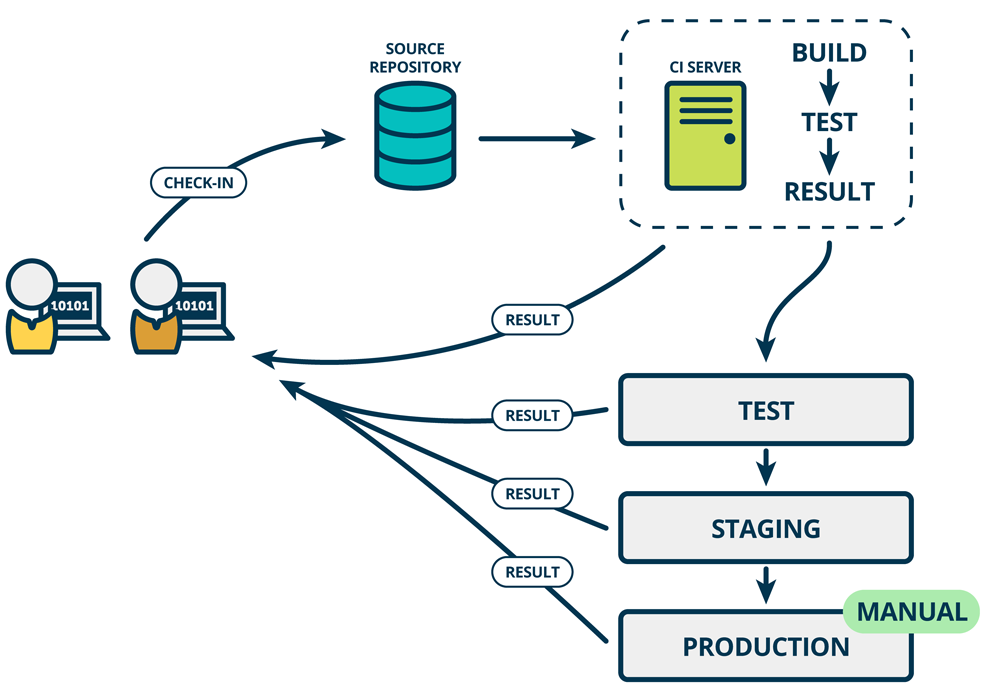 SOURCE
REPOSITORY
CI SERVER
BUILD
TEST
RESULT
CHECK-IN
10101
10101
RESULT
RESULT
TEST
RESULT
STAGING
RESULT
MANUAL
PRODUCTION